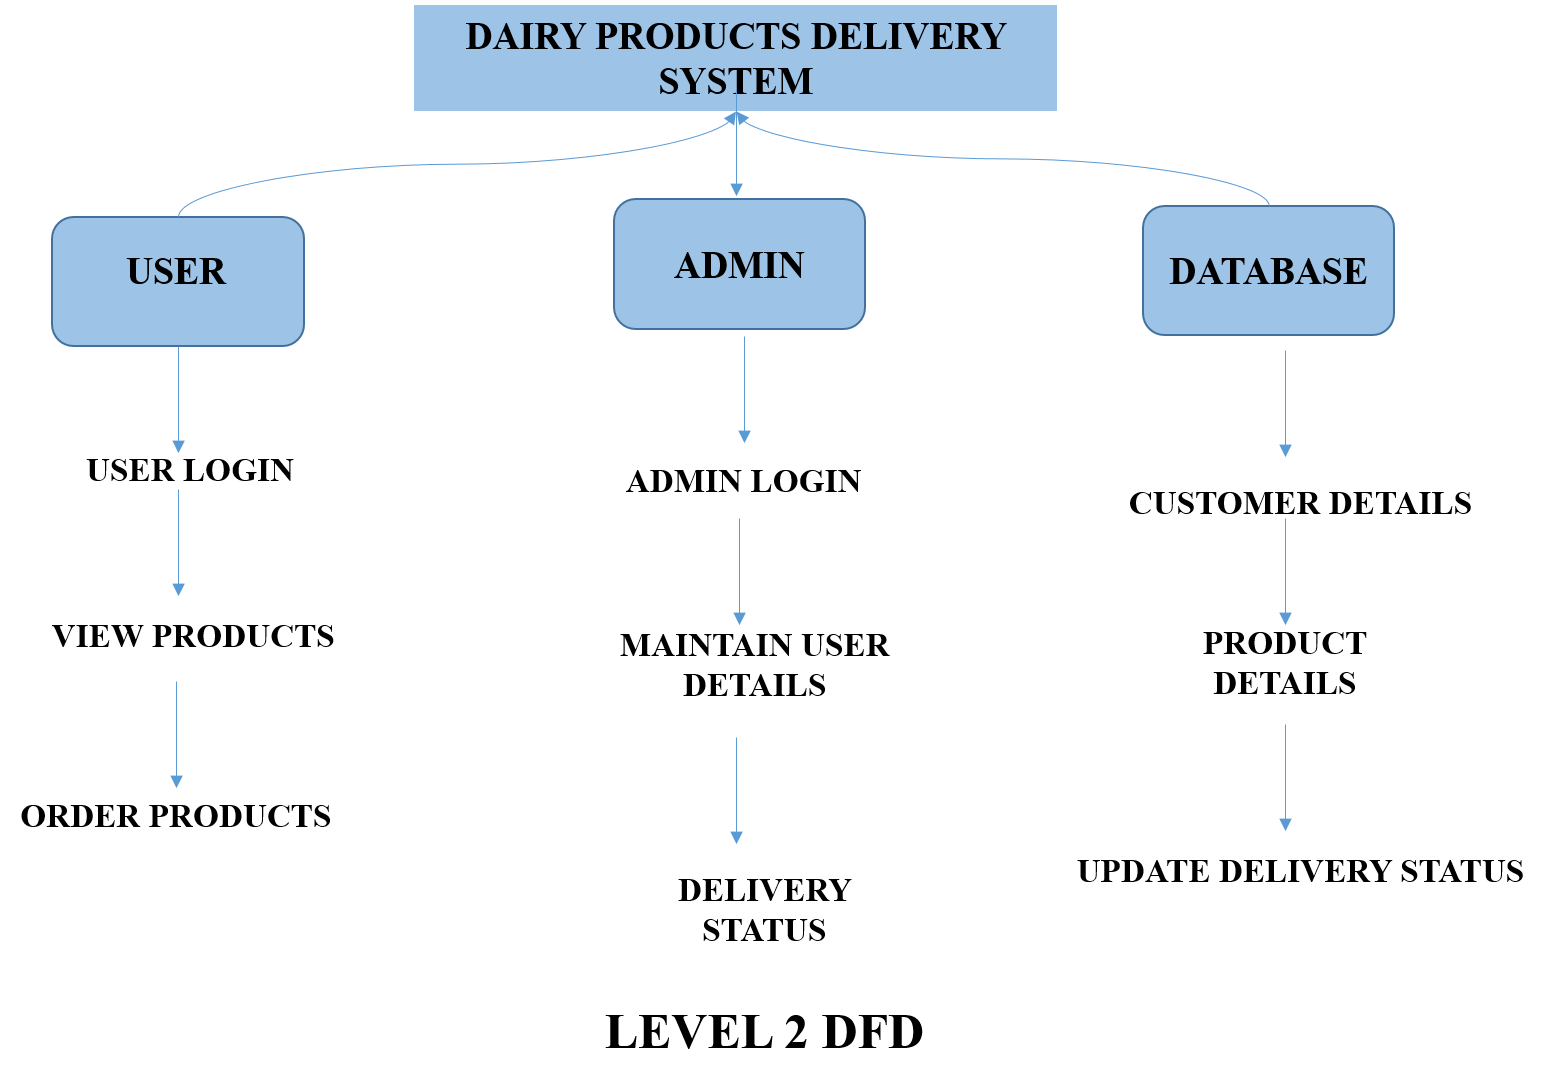 DAIRY PRODUCTS DELIVERY
SYSTEM
USER
ADMIN
DATABASE
USER LOGIN
ADMIN LOGIN
CUSTOMER DETAILS
VIEW PRODUCTS
MAINTAIN USER
DETAILS
PRODUCT
DETAILS
ORDER PRODUCTS
DELIVERY
STATUS
UPDATE DELIVERY STATUS
LEVEL 2 DFD